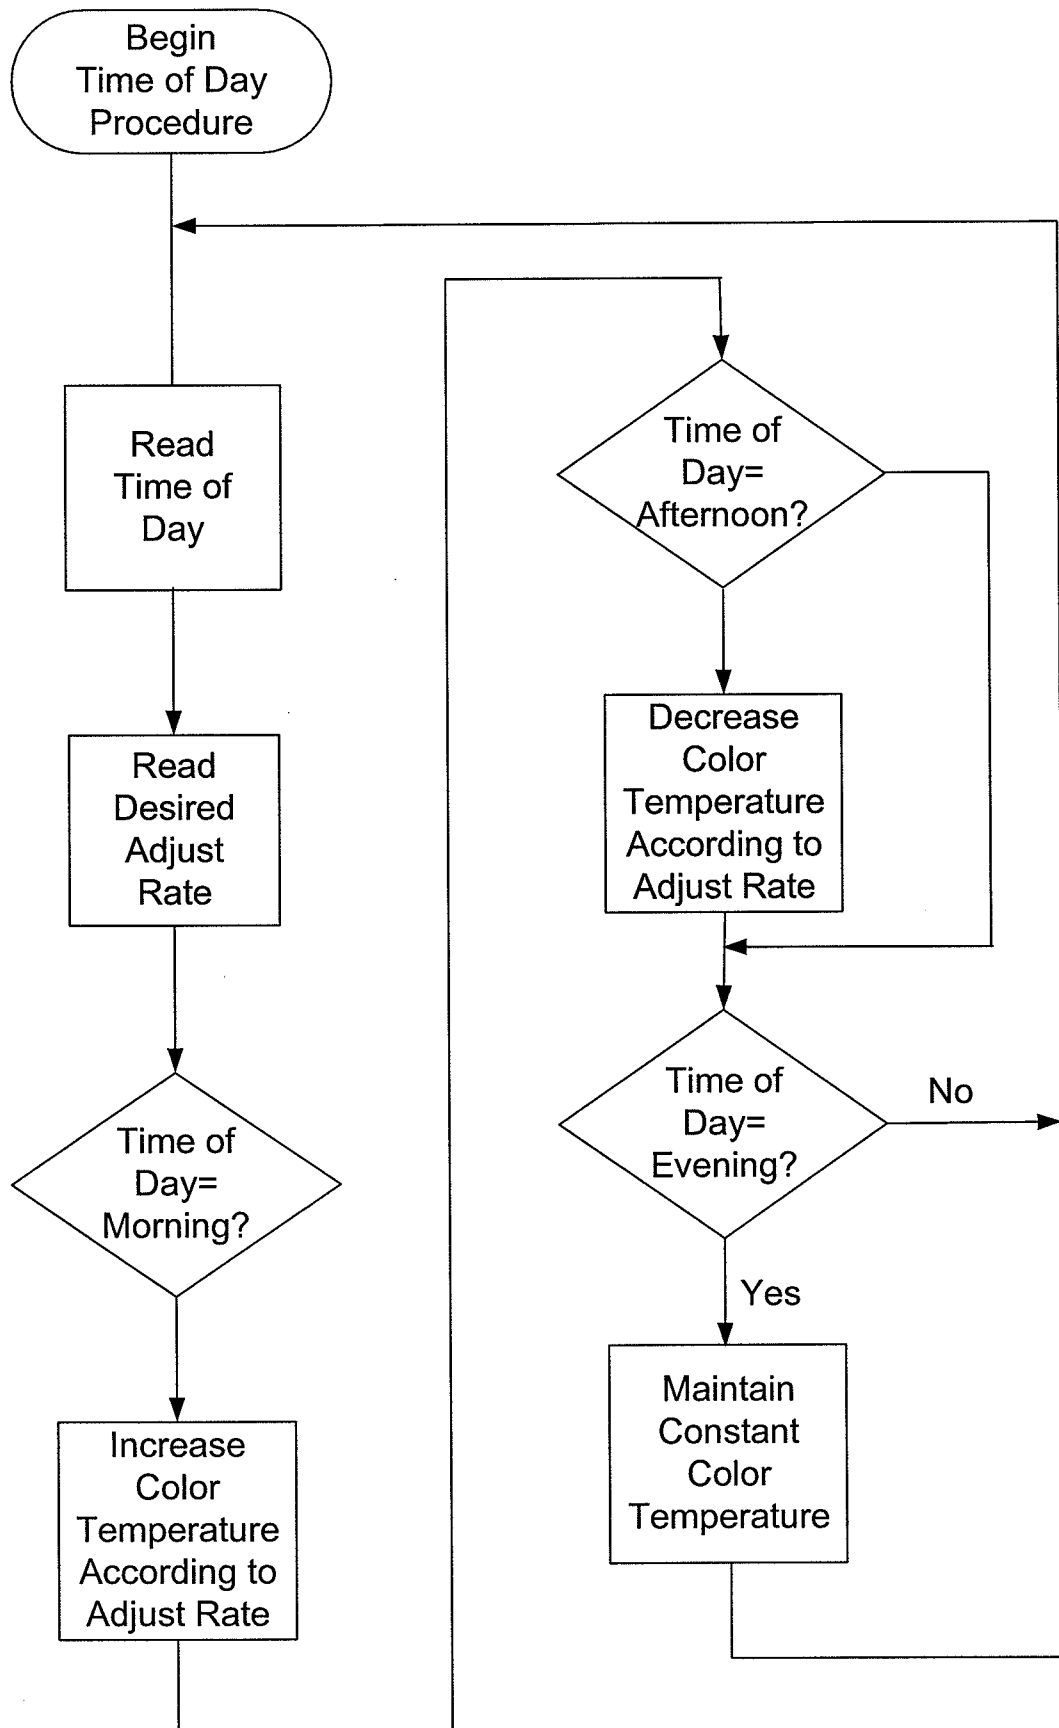 Begin
Time of Day
Procedure
Read
Time of
Day
Read
Desired
Adjust
Rate
Time of
Day=
Morning?
Increase
Color
Temperature
According to
Adjust Rate
Time of
Day=
Afternoon?
Decrease
Color
Temperature
According to
Adjust Rate
Time of
Day=
Evening?
No
Yes
Maintain
Constant
Color
Temperature